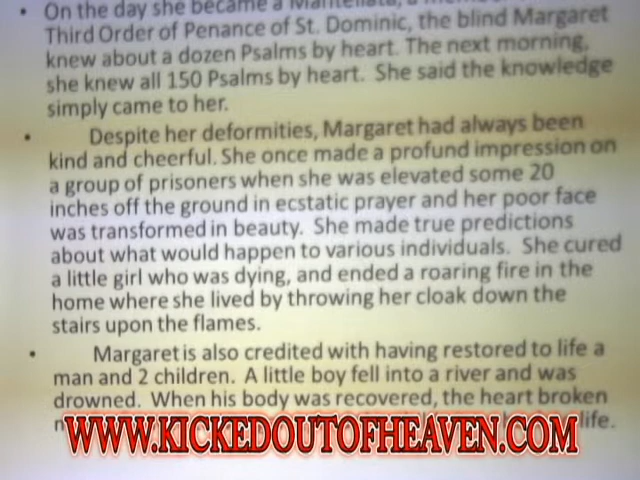 • On the day she became a Mantellata, a
Third Order of Penance of St. Dominic, the blind Margaret
knew about a dozen Psalms by heart. The next morning,
she knew all 150 Psalms by heart. She said the knowledge
simply came to her.
• Despite her deformities, Margaret had always been
kind and cheerful. She once made a profund impression on
a group of prisoners when she was elevated some 20
inches off the ground in ecstatic prayer and her poor face
was transformed in beauty. She made true predictions
about what would happen to various individuals. She cured
a little girl who was dying, and ended a roaring fire in the
home where she lived by throwing her cloak down the
stairs upon the flames.
• Margaret is also credited with having restored to life a
man and 2 children. A little boy fell into a river and was
drowned. When his body was recovered, the heart broken
life.
WWW.KICKEDOUTOFHEAVEN.COM